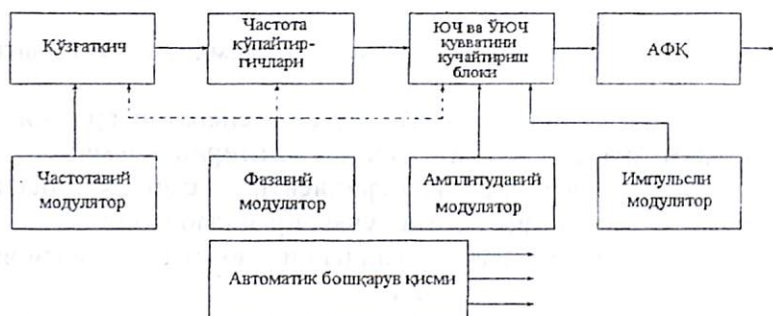 Қўзғаткич
Частота
кўпайтир-
гичлари
ЮЧ ва ЎЮЧ
қувватини
кучайтириш
блоки
АФҚ
Частотавий
модулятор
Фазавий
модулятор
Амплитудавий
модулятор
Импульсли
модулятор
Автоматик бошқарув қисми